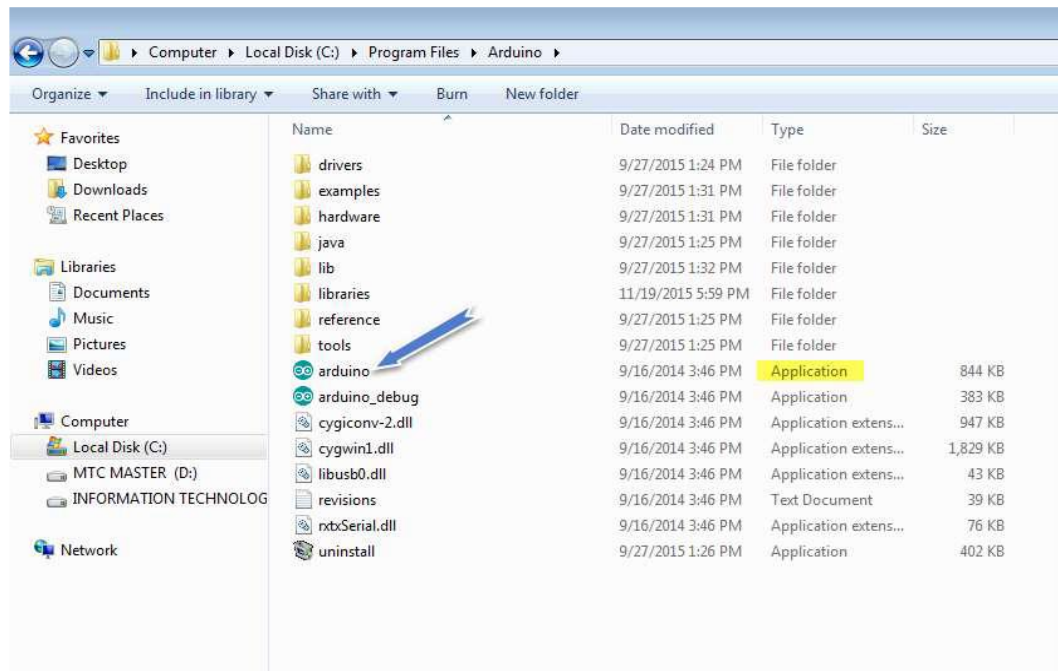 Computer Local Disk (C:) Program Files Arduino
Organize Include in library Share with Burn New folder
Favorites
Desktop
Downloads
Recent Places
Libraries
Documents
Music
Pictures
Videos
Computer
Local Disk (C:)
MTC MASTER (D:)
INFORMATION TECHNOLOG
Network
Name Date modified Type Size
drivers 9/27/2015 1:24 PM File folder
examples 9/27/2015 1:31 PM File folder
hardware 9/27/2015 1:31 PM File folder
java 9/27/2015 1:25 PM File folder
lib 9/27/2015 1:32 PM File folder
libraries 11/19/2015 5:59 PM File folder
reference 9/27/2015 1:25 PM File folder
tools 9/27/2015 1:25 PM File folder
arduino 9/16/2014 3:46 PM Application 844 KB
arduino_debug 9/16/2014 3:46 PM Application 383 KB
cygiconv-2.dll 9/16/2014 3:46 PM Application extens... 947 KB
cygwin1.dll 9/16/2014 3:46 PM Application extens... 1,829 KB
libusb0.dll 9/16/2014 3:46 PM Application extens... 43 KB
revisions 9/16/2014 3:46 PM Text Document 39 KB
rxtxSerial.dll 9/16/2014 3:46 PM Application extens... 76 KB
uninstall 9/27/2015 1:26 PM Application 402 KB